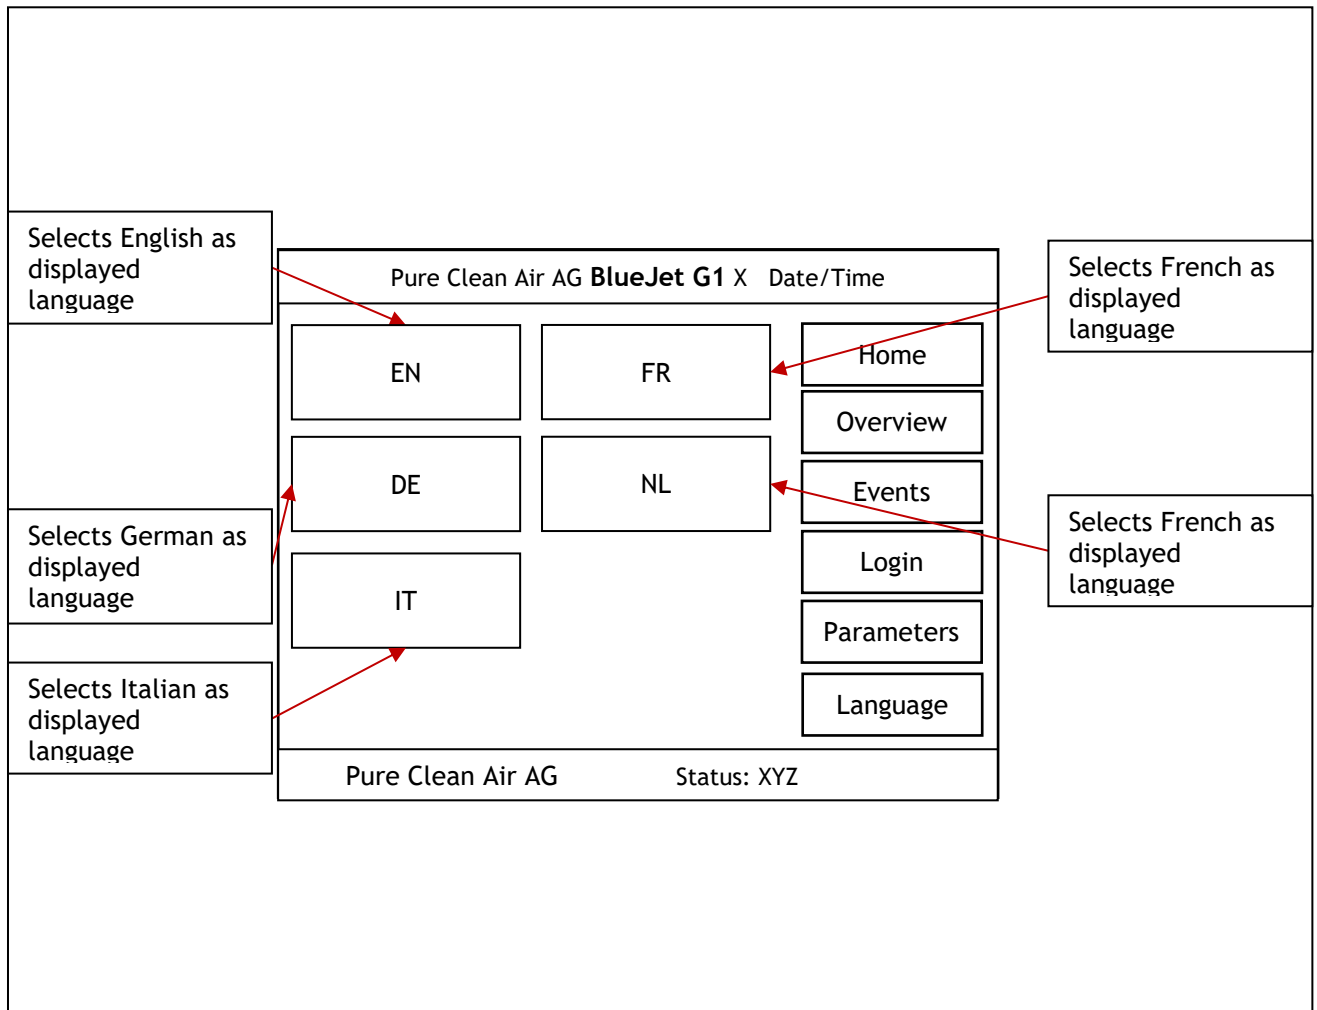 Selects English as
displayed
language
Pure Clean Air AG BlueJet G1 X Date/Time
Selects French as
displayed
language
EN
FR
Home
Overview
DE
NL
Events
Selects German as
displayed
language
Selects French as
displayed
language
Login
IT
Parameters
Selects Italian as
displayed
language
Language
Pure Clean Air AG
Status: XYZ